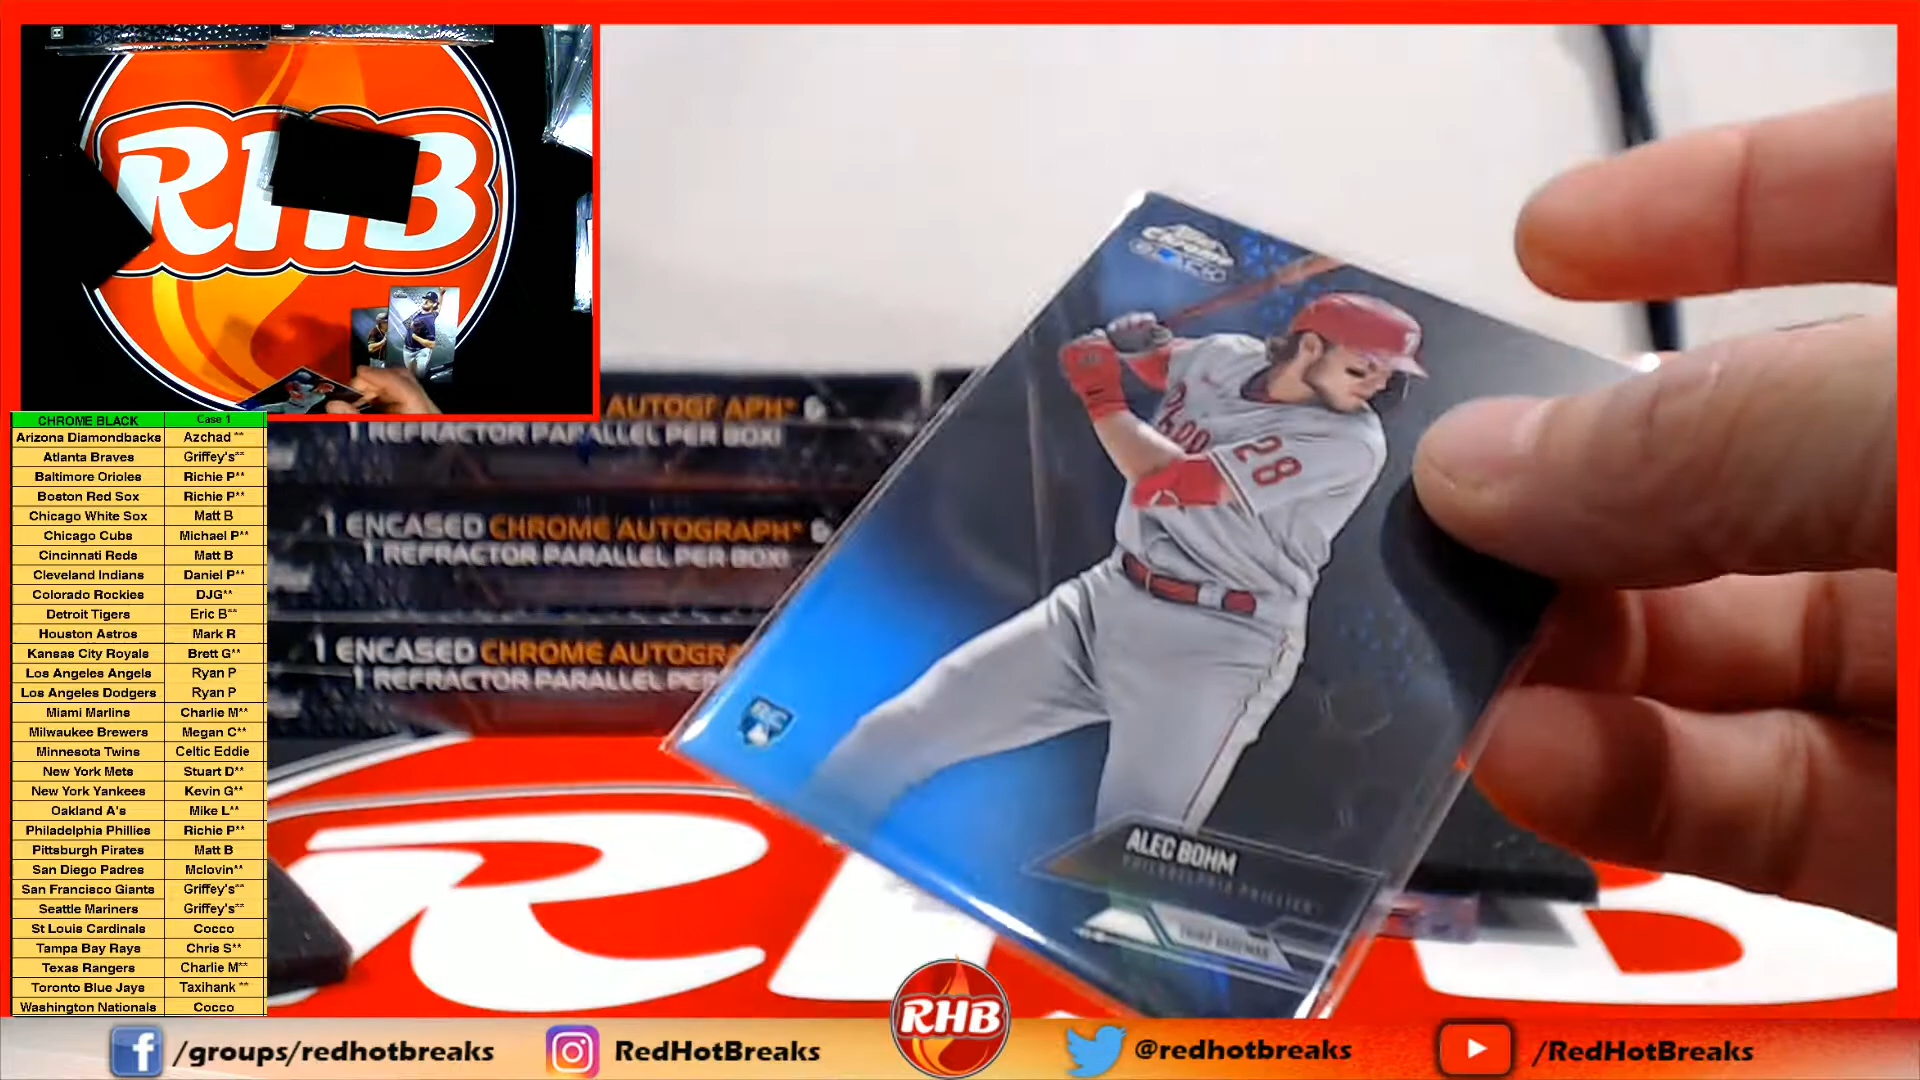 RHB
CHROME BLACK Case 1
Arizona Diamondbacks Azchad **
Atlanta Braves Griffey's**
Baltimore Orioles Richie P**
Boston Red Sox Richie P**
Chicago White Sox Matt B
Chicago Cubs Michael P**
Cincinnati Reds Matt B
Cleveland Indians Daniel P**
Colorado Rockies DJG**
Detroit Tigers Eric B**
Houston Astros Mark R
Kansas City Royals Brett G**
Los Angeles Angels Ryan P
Los Angeles Dodgers Ryan P
Miami Marlins Charlie M**
Milwaukee Brewers Megan C**
Minnesota Twins Celtic Eddie
New York Mets Stuart D**
New York Yankees Kevin G**
Oakland A's Mike L**
Philadelphia Phillies Richie P**
Pittsburgh Pirates Matt B
San Diego Padres Mclovin**
San Francisco Giants Griffey's**
Seattle Mariners Griffey's**
St Louis Cardinals Cocco
Tampa Bay Rays Chris S**
Texas Rangers Charlie M**
Toronto Blue Jays Taxihank **
Washington Nationals Cocco
AUTOGRAPH* &
1 REFRACTOR PARALLEL PER BOX!
1 ENCASED CHROME AUTOGRAPH* &
1 REFRACTOR PARALLEL PER BOX!
1 ENCASED CHROME AUTOGRA
1 REFRACTOR PARALLEL PER
Chrome
BLACK
28
RC
ALEC BOHM
PHILADELPHIA PHILLIES
THIRD BASEMAN
/groups/redhotbreaks
RedHotBreaks
RHB
@redhotbreaks
/RedHotBreaks